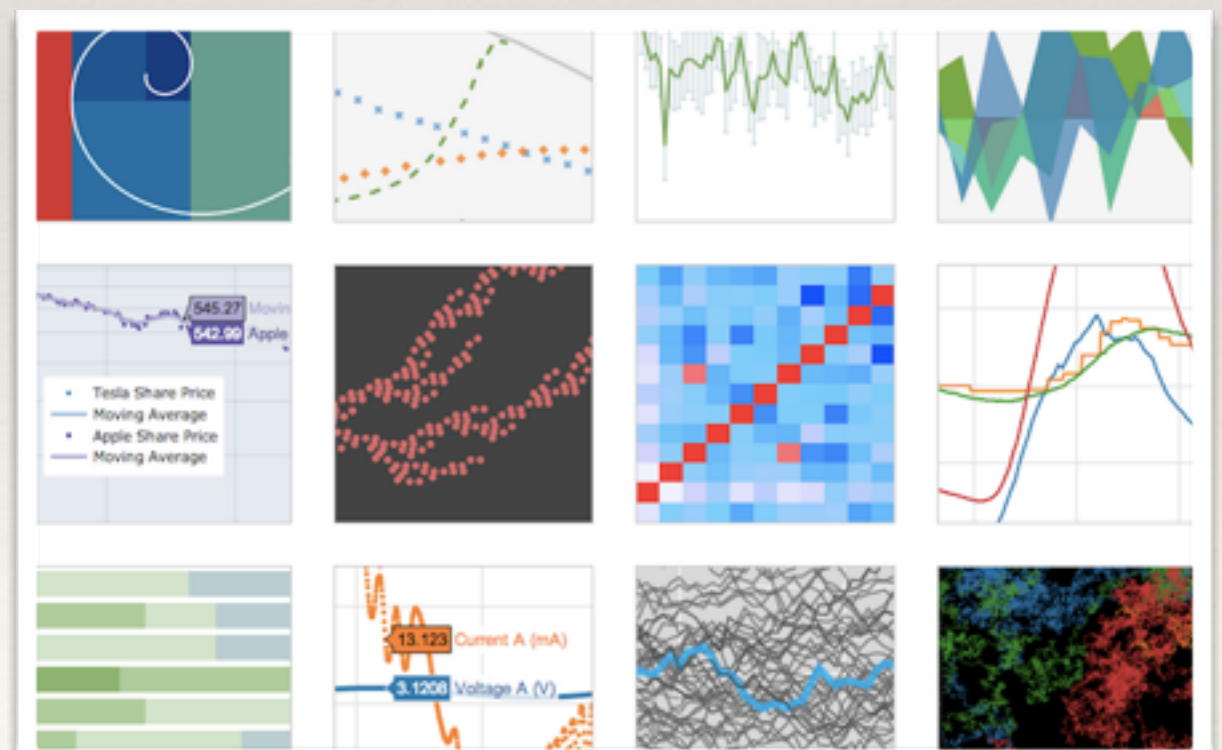 545.27 Movin
542.99 Apple
Tesla Share Price
Moving Average
Apple Share Price
Moving Average
13.123 Current A (mA)
3.1208 Voltage A (V)